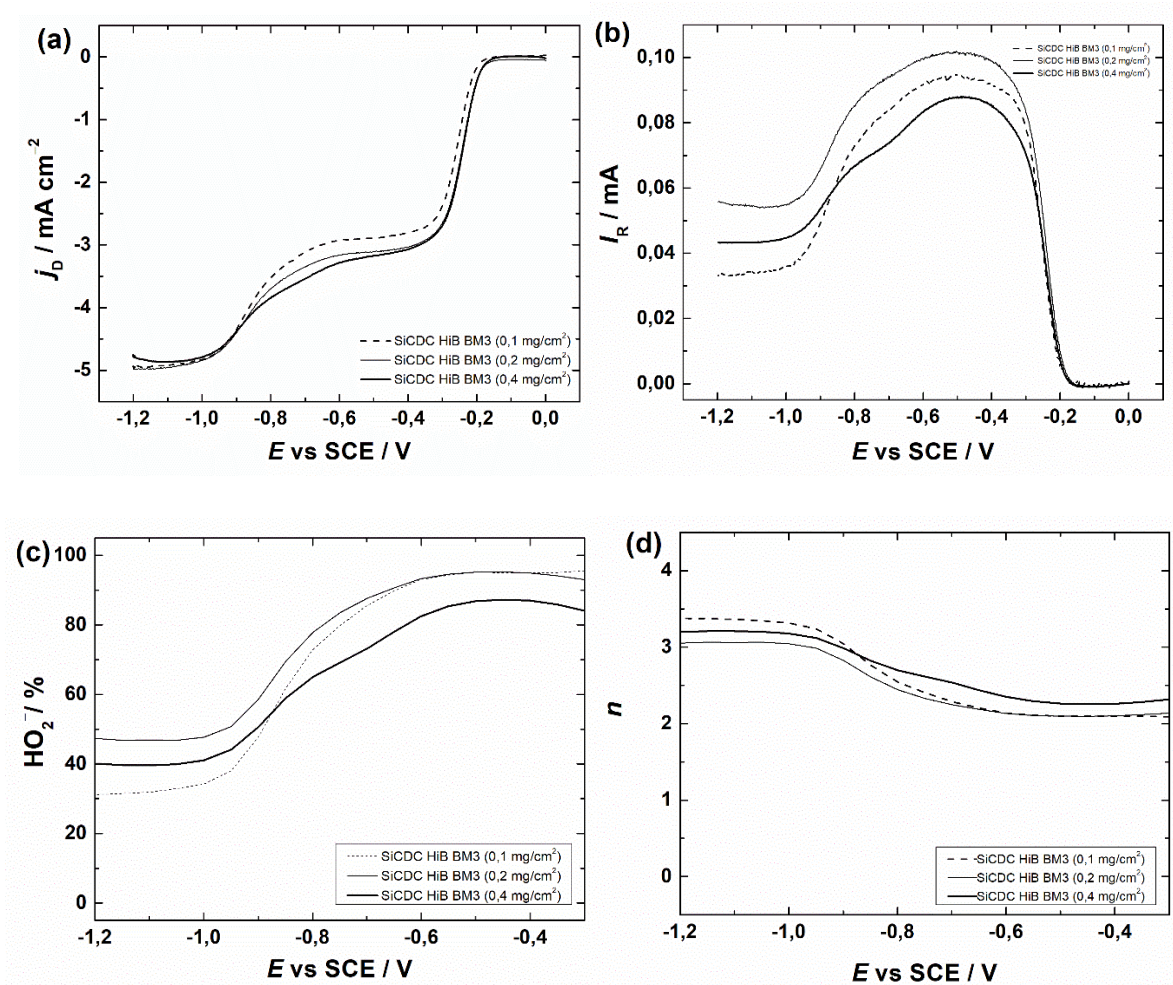 (a)
0
-1
-2
-3
-4
-5
j_D / mA cm⁻²
SiCDC HiB BM3 (0,1 mg/cm²)
SiCDC HiB BM3 (0,2 mg/cm²)
SiCDC HiB BM3 (0,4 mg/cm²)
-1,2 -1,0 -0,8 -0,6 -0,4 -0,2 0,0
E vs SCE / V
(b)
0,10
0,08
0,06
0,04
0,02
0,00
I_R / mA
SiCDC HiB BM3 (0,1 mg/cm²)
SiCDC HiB BM3 (0,2 mg/cm²)
SiCDC HiB BM3 (0,4 mg/cm²)
-1,2 -1,0 -0,8 -0,6 -0,4 -0,2 0,0
E vs SCE / V
(c)
100
80
60
40
20
0
HO₂⁻ / %
SiCDC HiB BM3 (0,1 mg/cm²)
SiCDC HiB BM3 (0,2 mg/cm²)
SiCDC HiB BM3 (0,4 mg/cm²)
-1,2 -1,0 -0,8 -0,6 -0,4
E vs SCE / V
(d)
4
3
2
1
0
n
SiCDC HiB BM3 (0,1 mg/cm²)
SiCDC HiB BM3 (0,2 mg/cm²)
SiCDC HiB BM3 (0,4 mg/cm²)
-1,2 -1,0 -0,8 -0,6 -0,4
E vs SCE / V